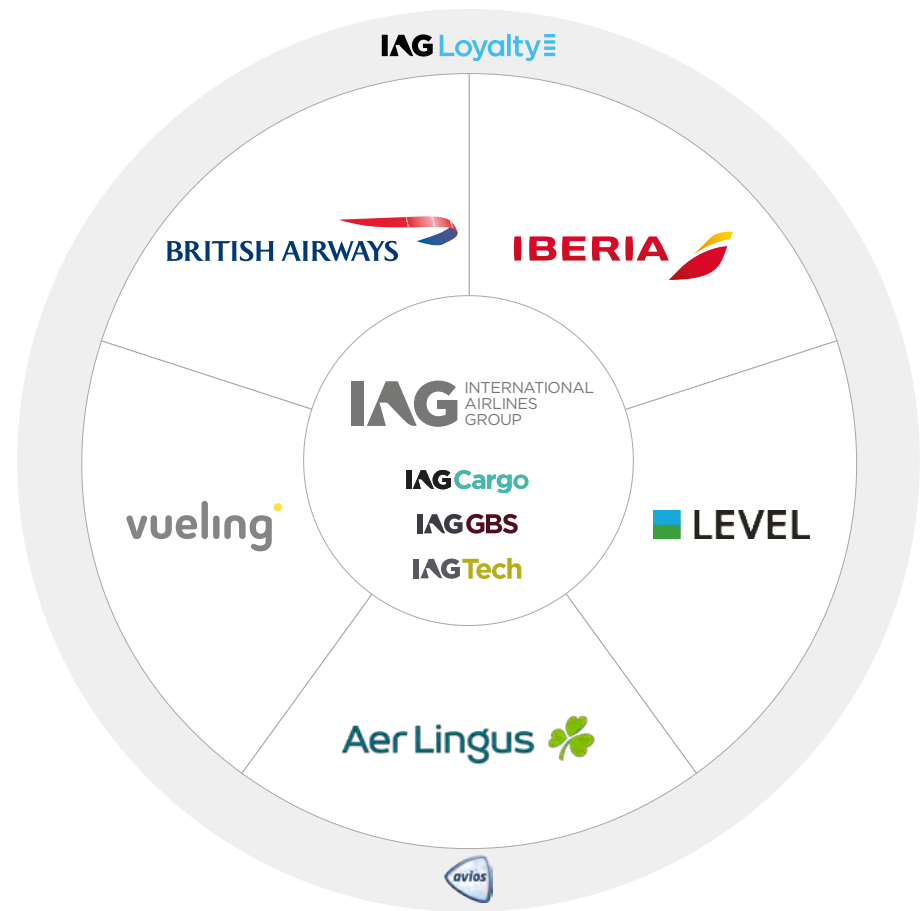 IAG Loyalty
BRITISH AIRWAYS
IBERIA
IAG INTERNATIONAL
AIRLINES
GROUP
IAG Cargo
IAG GBS
IAG Tech
vueling
LEVEL
Aer Lingus
avios